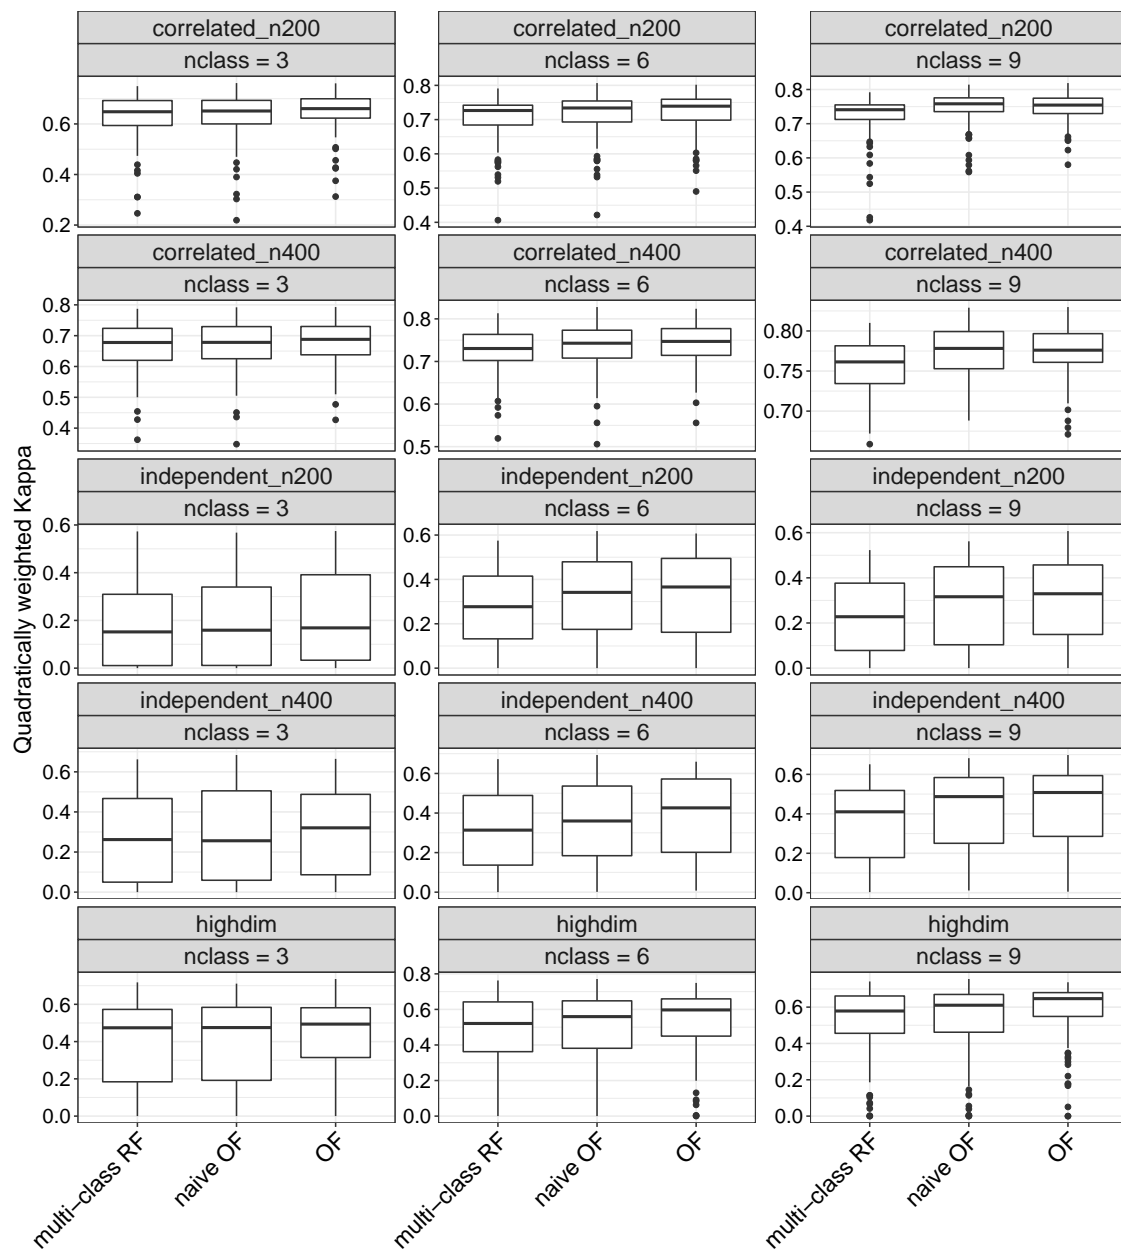 correlated_n200
correlated_n200
correlated_n200
nclass = 3
nclass = 6
nclass = 9
0.6
0.4
0.2
0.8
0.7
0.6
0.5
0.4
0.8
0.7
0.6
0.5
0.4
correlated_n400
correlated_n400
correlated_n400
nclass = 3
nclass = 6
nclass = 9
0.8
0.7
0.6
0.5
0.4
0.8
0.7
0.6
0.5
0.80
0.75
0.70
Quadratically weighted Kappa
independent_n200
independent_n200
independent_n200
nclass = 3
nclass = 6
nclass = 9
0.6
0.4
0.2
0.0
0.6
0.4
0.2
0.0
0.6
0.4
0.2
0.0
independent_n400
independent_n400
independent_n400
nclass = 3
nclass = 6
nclass = 9
0.6
0.4
0.2
0.0
0.6
0.4
0.2
0.0
0.6
0.4
0.2
0.0
highdim
highdim
highdim
nclass = 3
nclass = 6
nclass = 9
0.6
0.4
0.2
0.0
0.8
0.6
0.4
0.2
0.0
0.6
0.4
0.2
0.0
multi−class RF
naive OF
OF
multi−class RF
naive OF
OF
multi−class RF
naive OF
OF